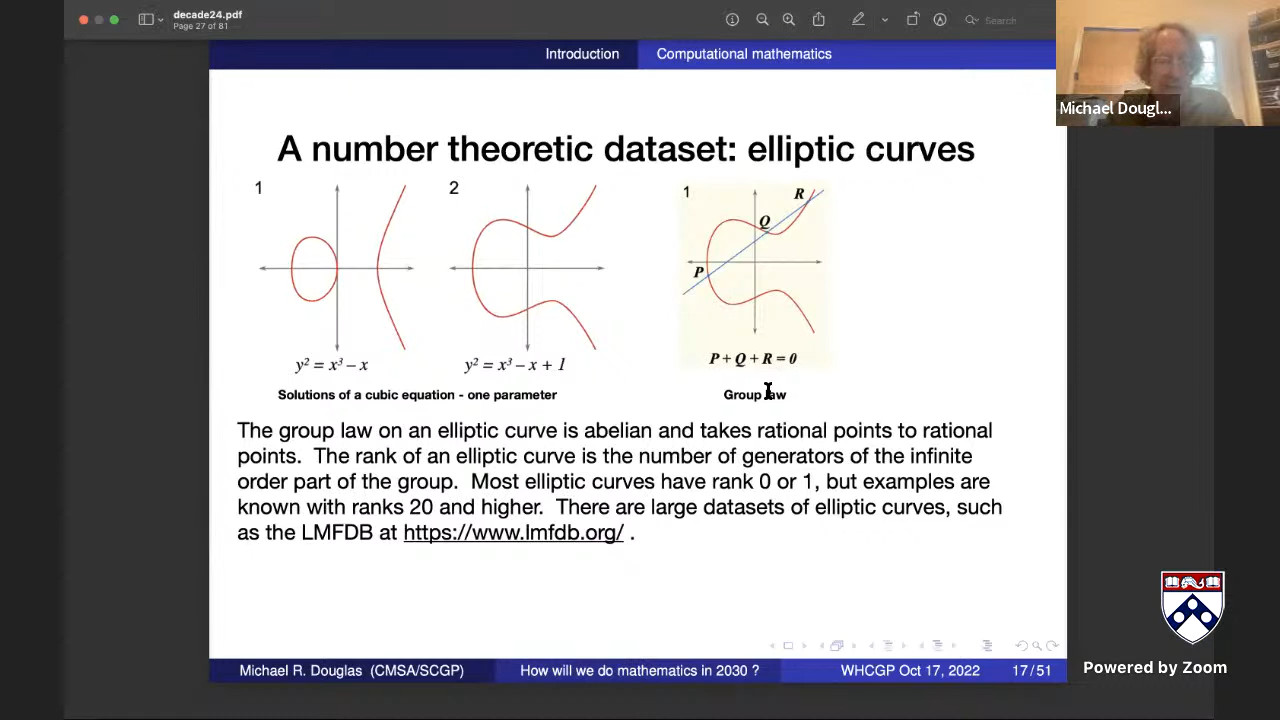 decade24.pdf
Page 27 of 81
Search
Introduction
Computational mathematics
Michael Dougl...
A number theoretic dataset: elliptic curves
1
2
1
R
Q
P
y² = x³ – x
y² = x³ – x + 1
P + Q + R = 0
Solutions of a cubic equation - one parameter
Group law
The group law on an elliptic curve is abelian and takes rational points to rational
points. The rank of an elliptic curve is the number of generators of the infinite
order part of the group. Most elliptic curves have rank 0 or 1, but examples are
known with ranks 20 and higher. There are large datasets of elliptic curves, such
as the LMFDB at https://www.lmfdb.org/ .
Michael R. Douglas (CMSA/SCGP)
How will we do mathematics in 2030 ?
WHCGP Oct 17, 2022
17/51
Powered by Zoom